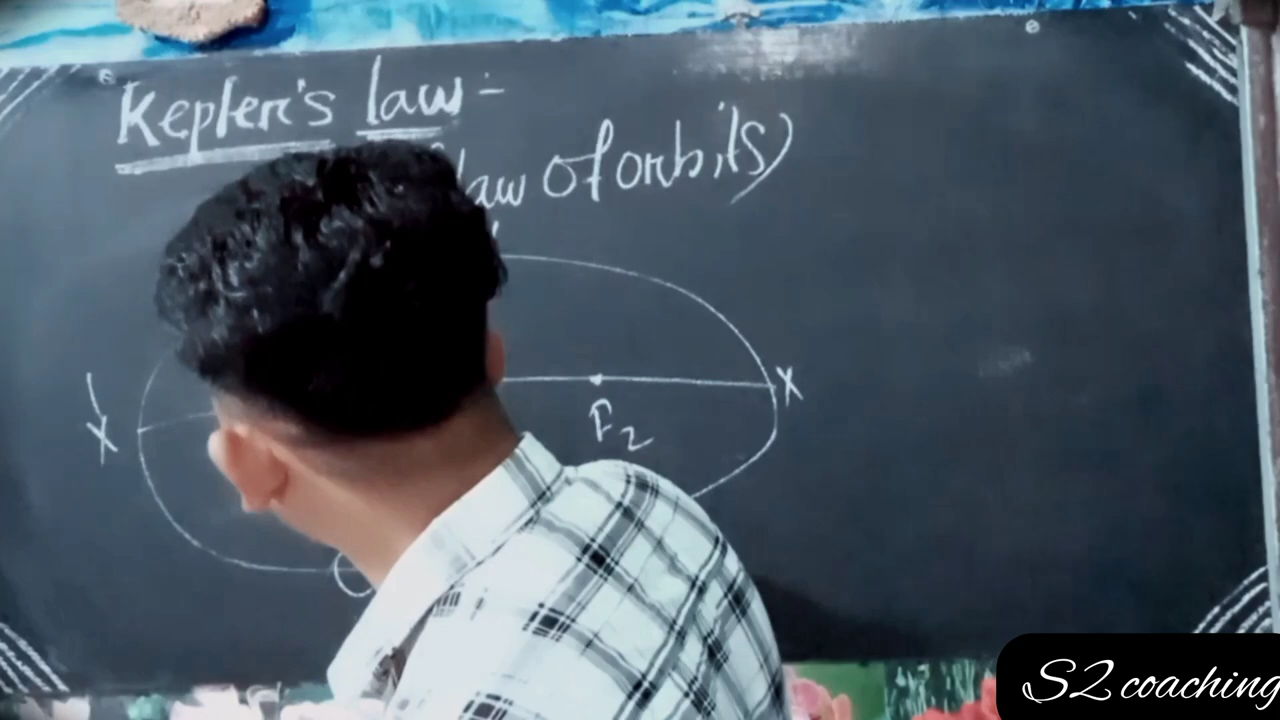 Kepler's law:-
law of orbits)
X
X
F2
S2 coaching